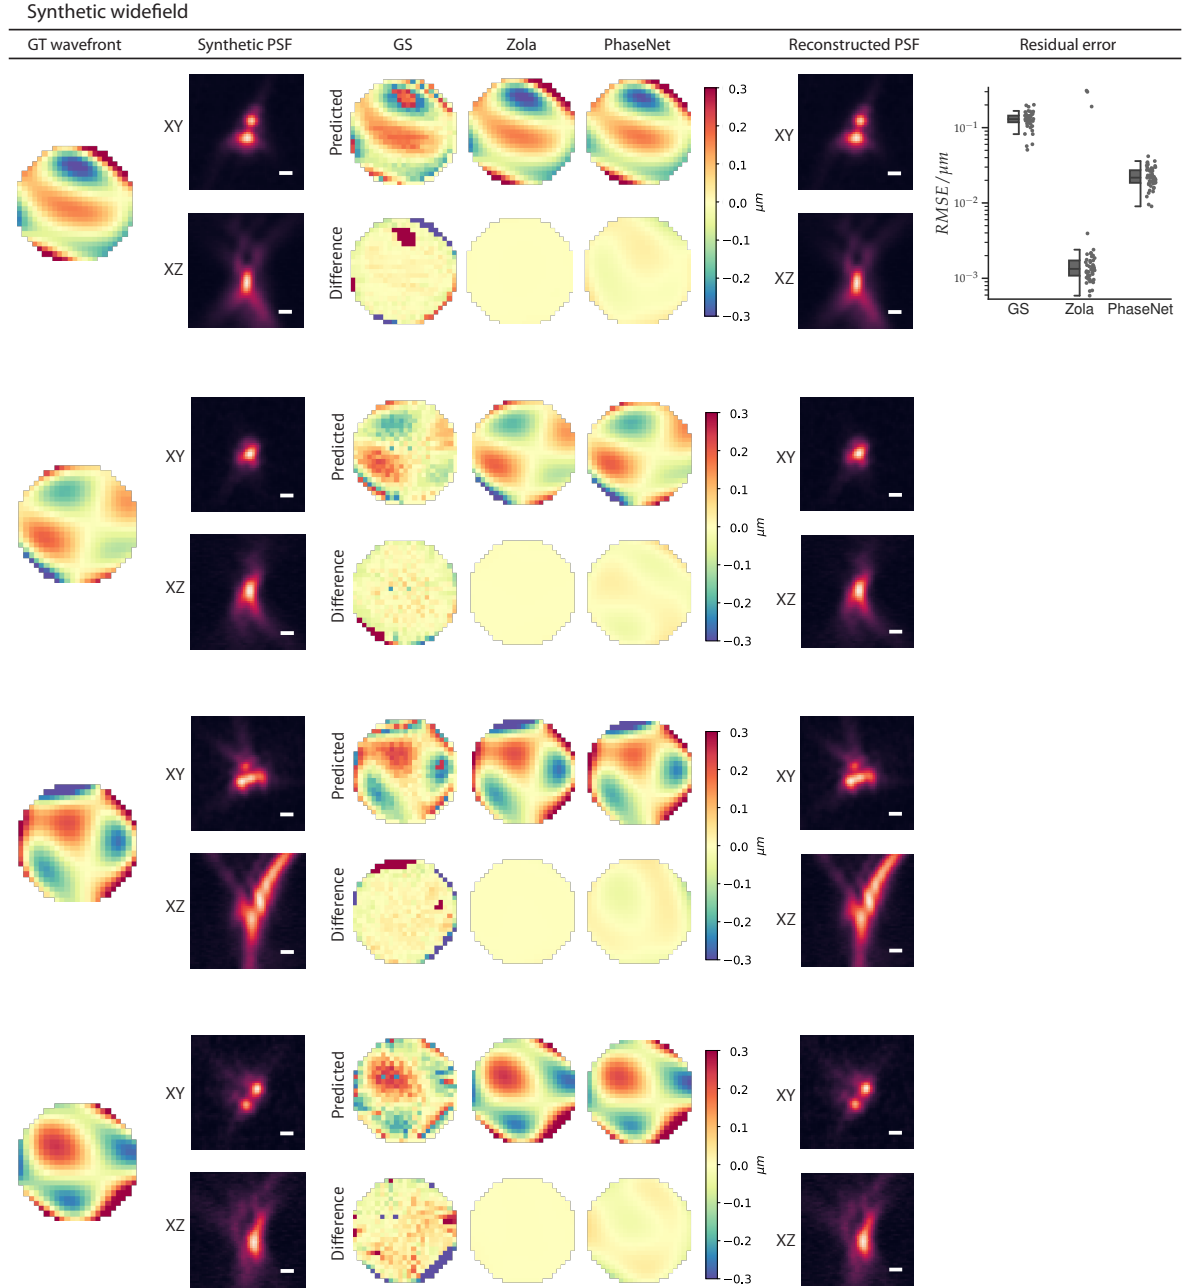 Synthetic widefield
GT wavefront Synthetic PSF GS Zola PhaseNet Reconstructed PSF Residual error
XY
Predicted
0.3
0.2
0.1
0.0
−0.1
−0.2
−0.3
μm
XY
XZ
Difference
XZ
RMSE / μm
10⁻¹
10⁻²
10⁻³
GS Zola PhaseNet
XY
Predicted
0.3
0.2
0.1
0.0
−0.1
−0.2
−0.3
μm
XY
XZ
Difference
XZ
XY
Predicted
0.3
0.2
0.1
0.0
−0.1
−0.2
−0.3
μm
XY
XZ
Difference
XZ
XY
Predicted
0.3
0.2
0.1
0.0
−0.1
−0.2
−0.3
μm
XY
XZ
Difference
XZ